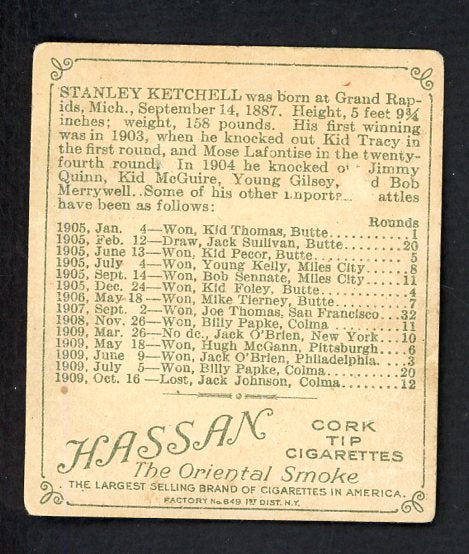 STANLEY KETCHELL was born at Grand Rap-
ids, Mich., September 14, 1887. Height, 5 feet 9¾
inches; weight, 158 pounds. His first winning
was in 1903, when he knocked out Kid Tracy in
the first round, and Mose Lafontise in the twenty-
fourth round. In 1904 he knocked Jimmy
Quinn, Kid McGuire, Young Gilsey, Bob
Merrywell..Some of his other
have been as follows:
Rounds
1905, Jan. 4—Won, Kid Thomas, Butte............1
1905, Feb. 12—Draw, Jack Sullivan, Butte........20
1905, June 13—Won, Kid Pecor, Butte............5
1905, July 4—Won, Young Kelly, Miles City.....8
1905, Sept. 14—Won, Bob Sennate, Miles City.....11
1905, Dec. 24—Won, Kid Foley, Butte............4
1906, May 18—Won, Mike Tierney, Butte........7
1907, Sept. 2—Won, Joe Thomas, San Francisco...32
1908, Nov. 26—Won, Billy Papke, Colma.........11
1909, Mar. 26—No dc., Jack O'Brien, New York...10
1909, May 18—Won, Hugh McGann, Pittsburg....6
1909, June 9—Won, Jack O'Brien, Philadelphia...3
1909, July 5—Won, Billy Papke, Colma.........20
1909, Oct. 16—Lost, Jack Johnson, Colma........12
HASSAN
CORK
TIP
CIGARETTES
The Oriental Smoke
THE LARGEST SELLING BRAND OF CIGARETTES IN AMERICA.
FACTORY No. 649 1ST DIST. N.Y.